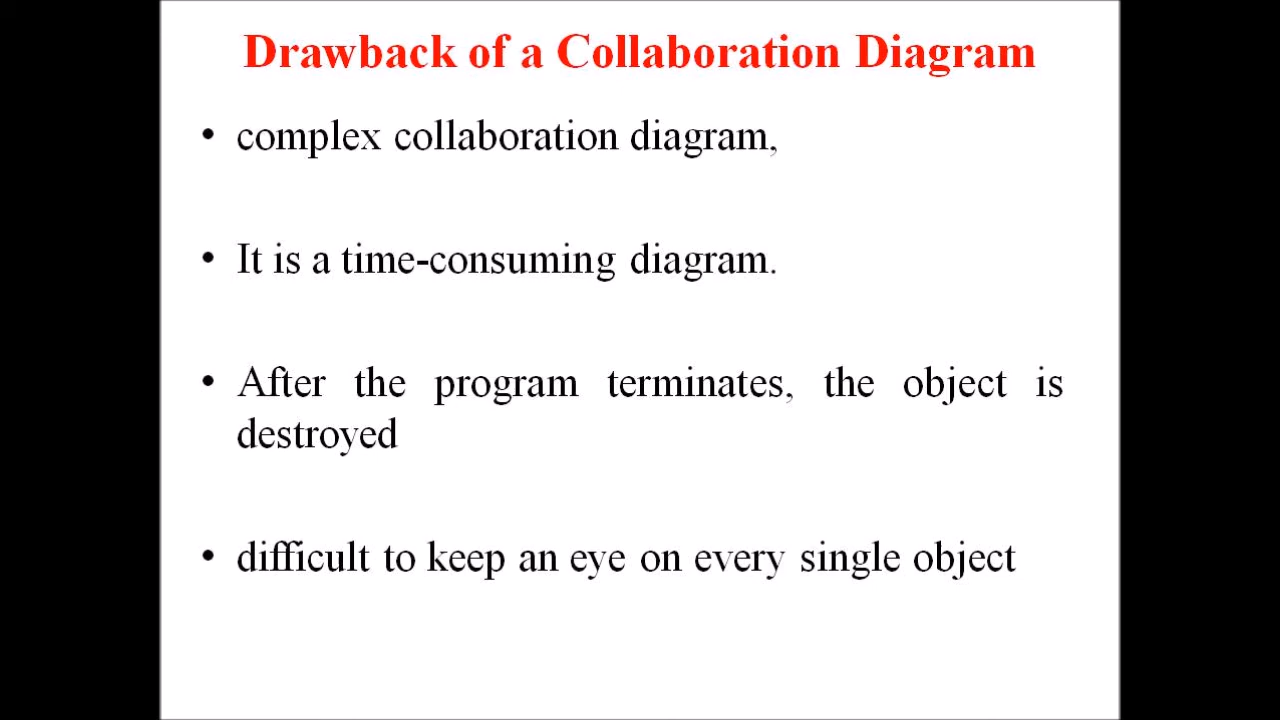 Drawback of a Collaboration Diagram
• complex collaboration diagram,
• It is a time-consuming diagram.
• After the program terminates, the object is
destroyed
• difficult to keep an eye on every single object